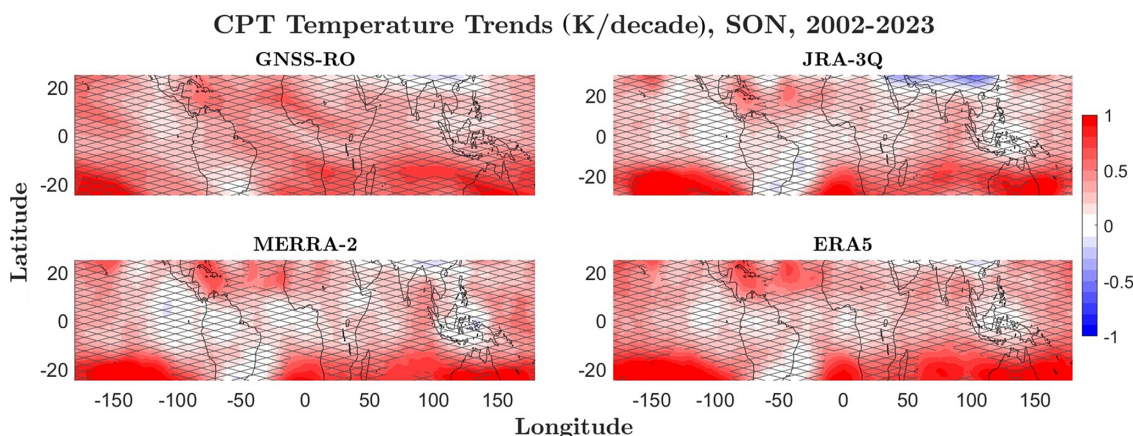 CPT Temperature Trends (K/decade), SON, 2002-2023
GNSS-RO
JRA-3Q
20
0
-20
20
0
-20
1
0.5
0
-0.5
-1
Latitude
MERRA-2
ERA5
20
0
-20
20
0
-20
-150 -100 -50 0 50 100 150
-150 -100 -50 0 50 100 150
Longitude